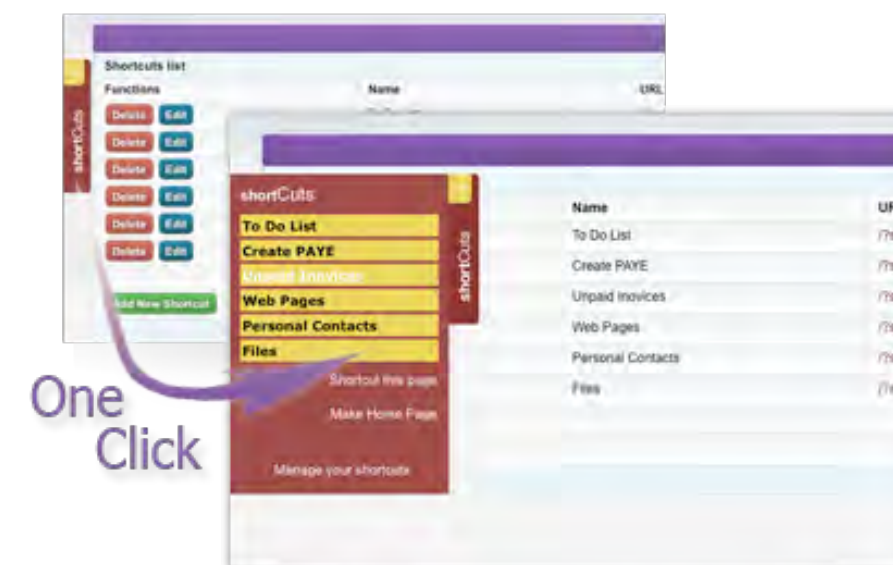 Shortcuts list
Functions Name URL
Delete Edit
Delete Edit
Delete Edit
Delete Edit
Delete Edit
Delete Edit
Add New Shortcut
shortCuts
shortCuts
To Do List
Create PAYE
Unpaid Inovices
Web Pages
Personal Contacts
Files
Shortcut this page
Make Home Page
Manage your shortcuts
shortCuts
Name
To Do List
Create PAYE
Unpaid Inovices
Web Pages
Personal Contacts
Files
One
Click